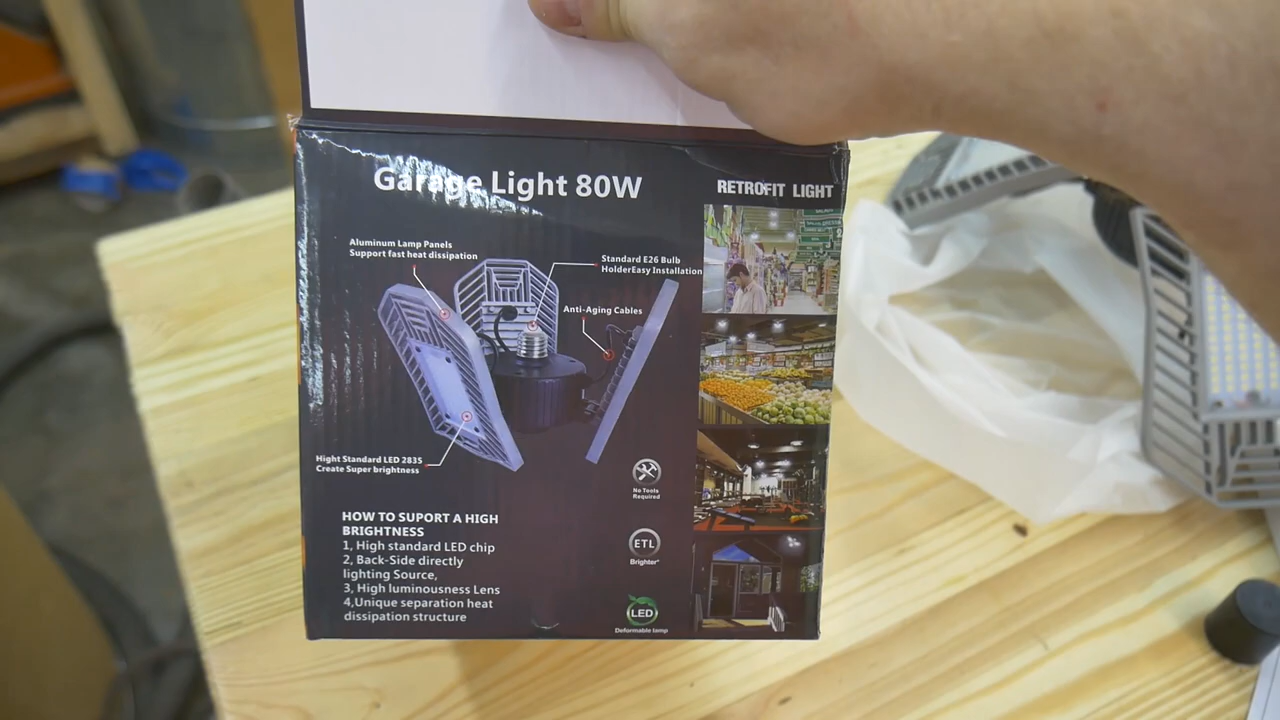 Garage Light 80W
RETROFIT LIGHT
Aluminum Lamp Panels
Support fast heat dissipation
Standard E26 Bulb
HolderEasy Installation
Anti-Aging Cables
Hight Standard LED 2835
Create Super brightness
No Tools
Required
HOW TO SUPORT A HIGH
BRIGHTNESS
1, High standard LED chip
2, Back-Side directly
lighting Source,
3, High luminousness Lens
4,Unique separation heat
dissipation structure
ETL
Brighter
LED
Deformable lamp